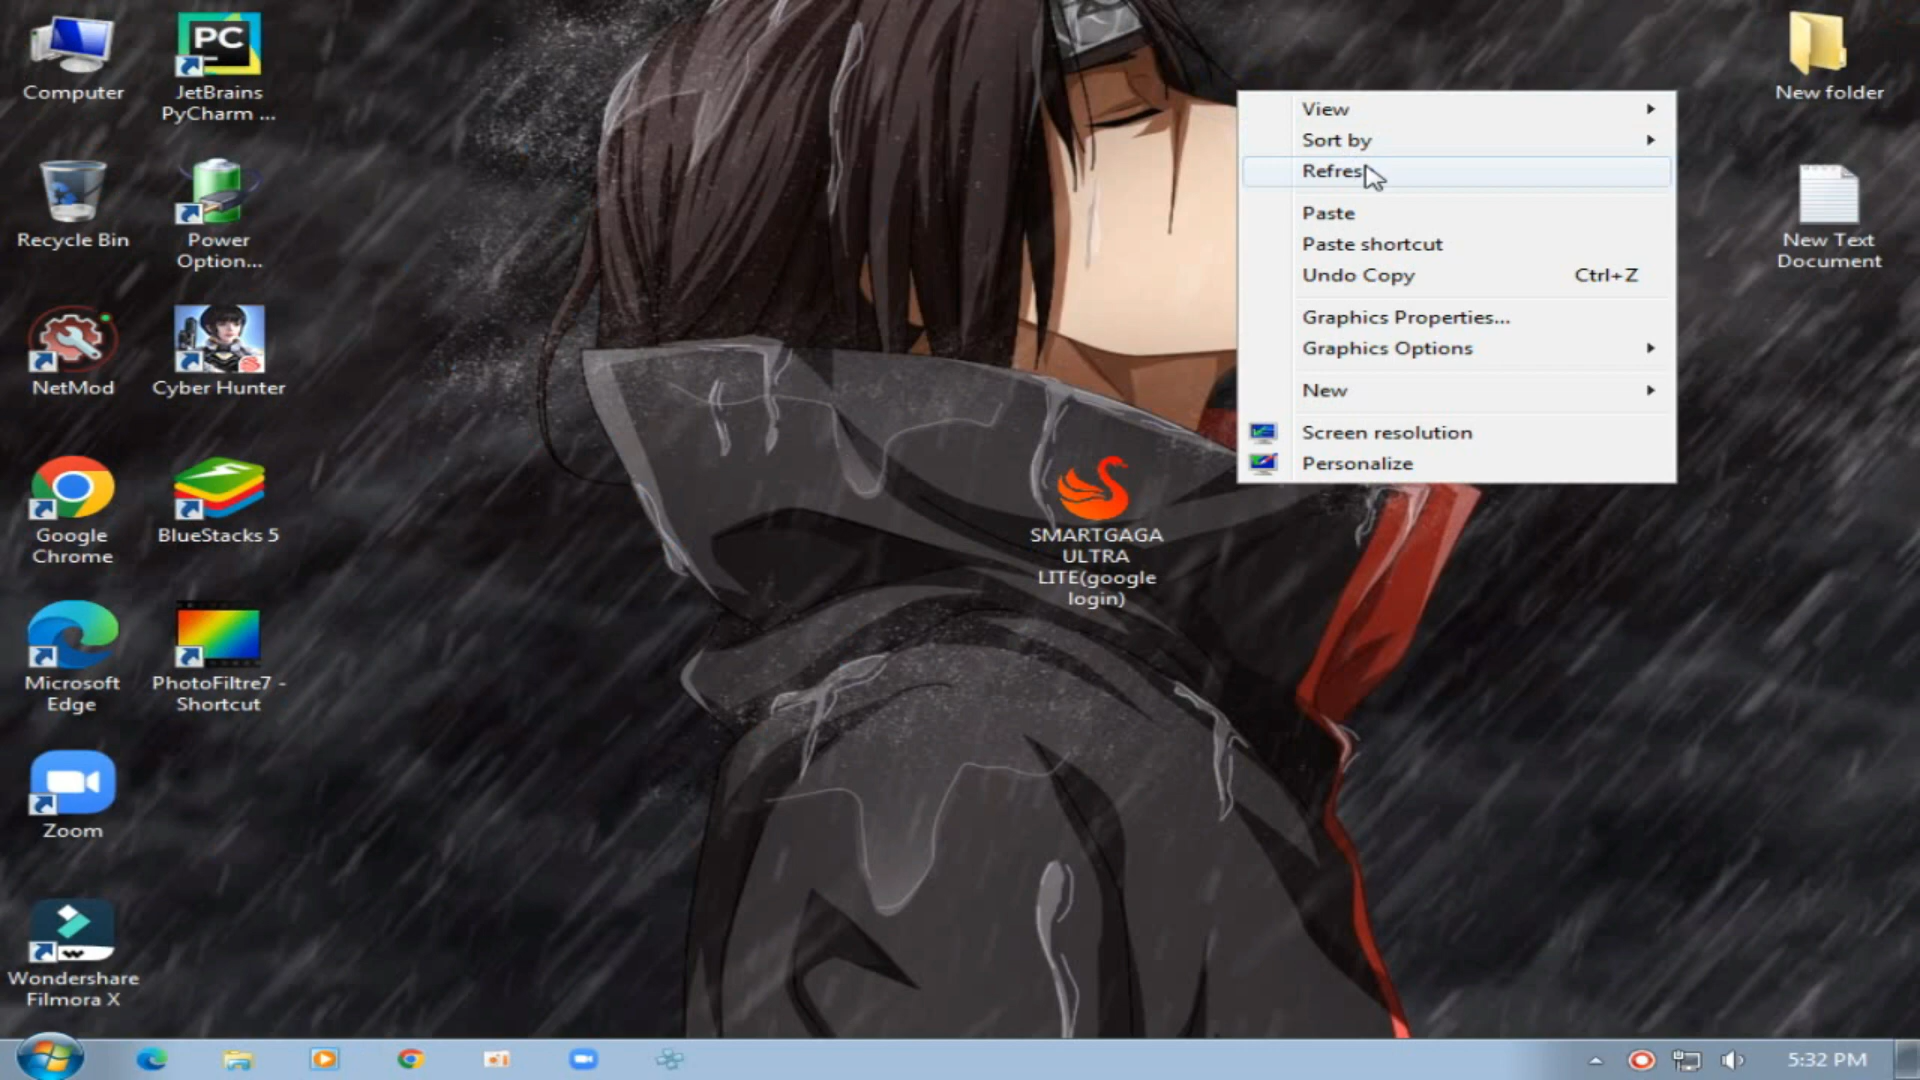 Computer
JetBrains
PyCharm ...
Recycle Bin
Power
Option...
NetMod
Cyber Hunter
Google
Chrome
BlueStacks 5
Microsoft
Edge
PhotoFiltre7 -
Shortcut
Zoom
Wondershare
Filmora X
PC
SMARTGAGA
ULTRA
LITE(google
login)
View
Sort by
Refres
Paste
Paste shortcut
Undo Copy Ctrl+Z
Graphics Properties...
Graphics Options
New
Screen resolution
Personalize
New folder
New Text
Document
5:32 PM